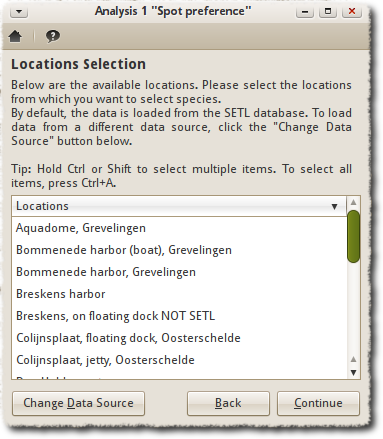 Analysis 1 "Spot preference"
Locations Selection
Below are the available locations. Please select the locations
from which you want to select species.
By default, the data is loaded from the SETL database. To load
data from a different data source, click the "Change Data
Source" button below.
Tip: Hold Ctrl or Shift to select multiple items. To select all
items, press Ctrl+A.
Locations
Aquadome, Grevelingen
Bommenede harbor (boat), Grevelingen
Bommenede harbor, Grevelingen
Breskens harbor
Breskens, on floating dock NOT SETL
Colijnsplaat, floating dock, Oosterschelde
Colijnsplaat, jetty, Oosterschelde
Change Data Source
Back
Continue